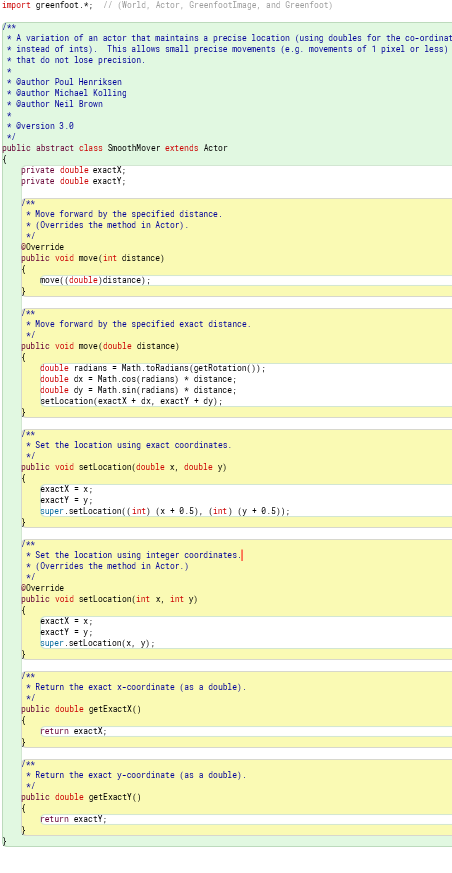 import greenfoot.*;  // (World, Actor, GreenfootImage, and Greenfoot)
/**
 * A variation of an actor that maintains a precise location (using doubles for the co-ordinat
 * instead of ints).  This allows small precise movements (e.g. movements of 1 pixel or less)
 * that do not lose precision.
 *
 * @author Poul Henriksen
 * @author Michael Kolling
 * @author Neil Brown
 *
 * @version 3.0
 */
public abstract class SmoothMover extends Actor
{
    private double exactX;
    private double exactY;
    /**
     * Move forward by the specified distance.
     * (Overrides the method in Actor).
     */
    @Override
    public void move(int distance)
    {
        move((double)distance);
    }
    /**
     * Move forward by the specified exact distance.
     */
    public void move(double distance)
    {
        double radians = Math.toRadians(getRotation());
        double dx = Math.cos(radians) * distance;
        double dy = Math.sin(radians) * distance;
        setLocation(exactX + dx, exactY + dy);
    }
    /**
     * Set the location using exact coordinates.
     */
    public void setLocation(double x, double y)
    {
        exactX = x;
        exactY = y;
        super.setLocation((int) (x + 0.5), (int) (y + 0.5));
    }
    /**
     * Set the location using integer coordinates.
     * (Overrides the method in Actor.)
     */
    @Override
    public void setLocation(int x, int y)
    {
        exactX = x;
        exactY = y;
        super.setLocation(x, y);
    }
    /**
     * Return the exact x-coordinate (as a double).
     */
    public double getExactX()
    {
        return exactX;
    }
    /**
     * Return the exact y-coordinate (as a double).
     */
    public double getExactY()
    {
        return exactY;
    }
}